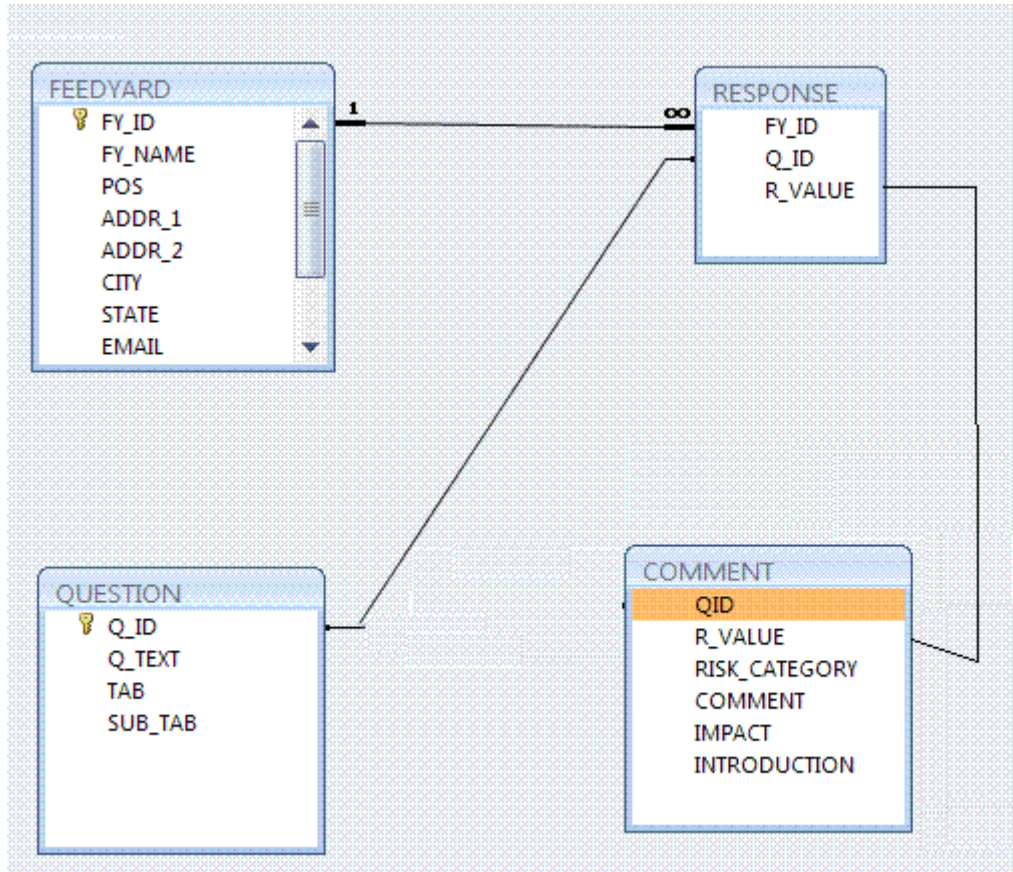 FEEDYARD
FY_ID
FY_NAME
POS
ADDR_1
ADDR_2
CITY
STATE
EMAIL
1
∞
RESPONSE
FY_ID
Q_ID
R_VALUE
QUESTION
Q_ID
Q_TEXT
TAB
SUB_TAB
COMMENT
QID
R_VALUE
RISK_CATEGORY
COMMENT
IMPACT
INTRODUCTION